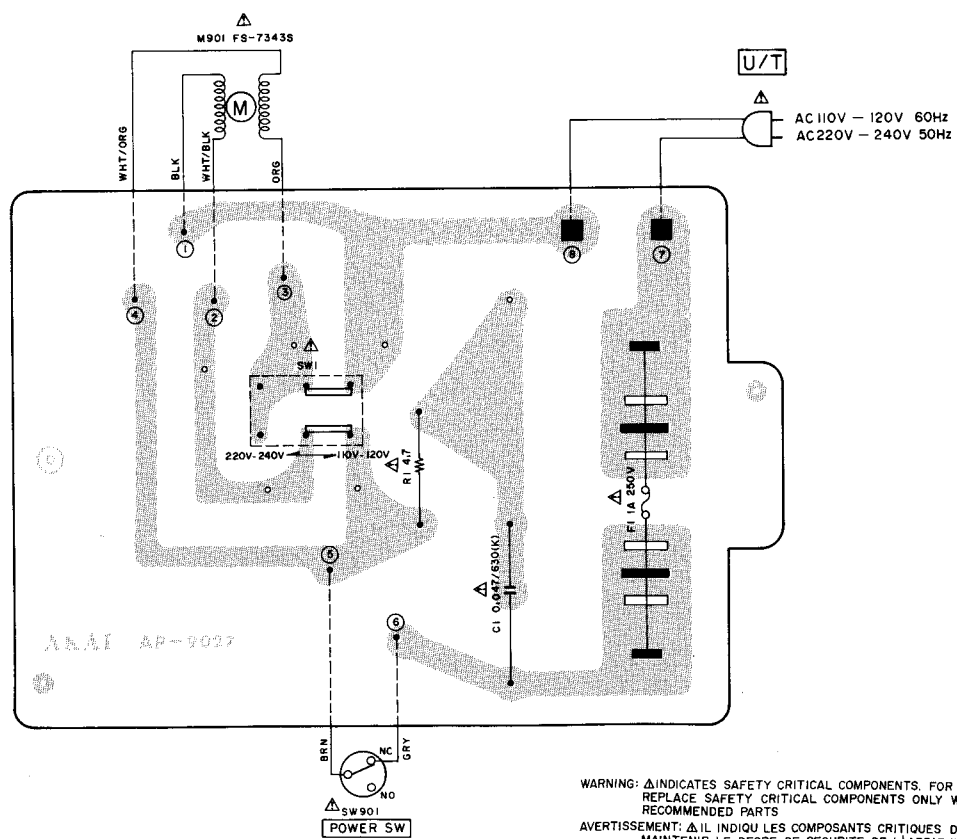 M901 FS-7343S
U/T
AC 110V - 120V 60Hz
AC 220V - 240V 50Hz
WHT/ORG
BLK
WHT/BLK
ORG
M
1
8
7
4
2
3
SW1
220V-240V
110V-120V
R1 4.7
F1 1A 250V
C1 0.047/630(K)
5
6
AKAI AP-9027
BRN
NC
GRY
NO
SW901
POWER SW
WARNING: ⚠INDICATES SAFETY CRITICAL COMPONENTS. FOR
REPLACE SAFETY CRITICAL COMPONENTS ONLY W
RECOMMENDED PARTS
AVERTISSEMENT: ⚠IL INDIQU LES COMPOSANTS CRITIQUES D